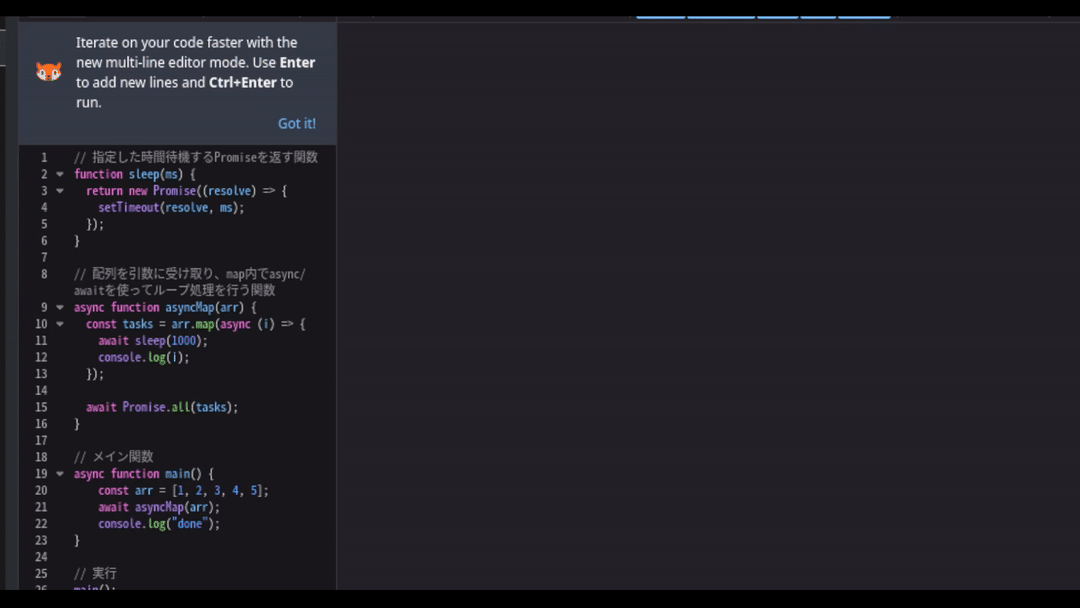 Iterate on your code faster with the
new multi-line editor mode. Use Enter
to add new lines and Ctrl+Enter to
run.
Got it!
1 // 指定した時間待機するPromiseを返す関数
2 function sleep(ms) {
3 return new Promise((resolve) => {
4 setTimeout(resolve, ms);
5 });
6 }
7
8 // 配列を引数に受け取り、map内でasync/
awaitを使ってループ処理を行う関数
9 async function asyncMap(arr) {
10 const tasks = arr.map(async (i) => {
11 await sleep(1000);
12 console.log(i);
13 });
14
15 await Promise.all(tasks);
16 }
17
18 // メイン関数
19 async function main() {
20 const arr = [1, 2, 3, 4, 5];
21 await asyncMap(arr);
22 console.log("done");
23 }
24
25 // 実行
26 main();